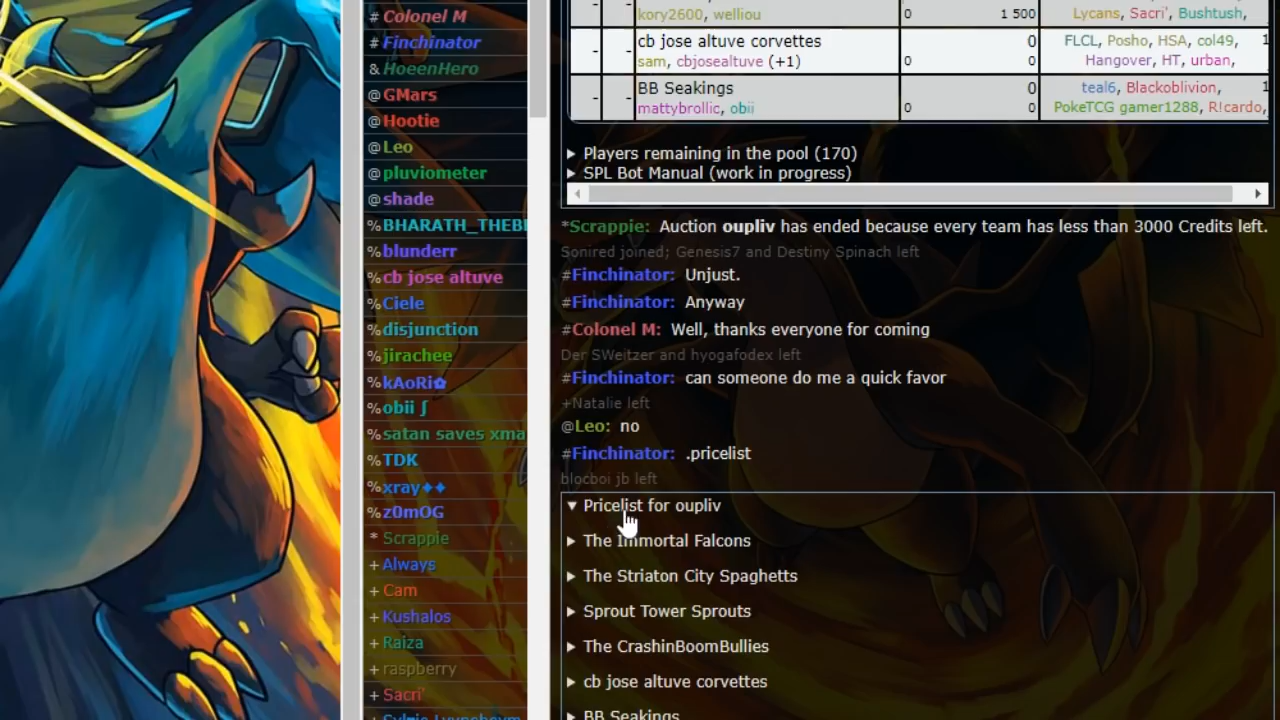 #Colonel M
#Finchinator
&HoeenHero
@GMars
@Hootie
@Leo
@pluviometer
@shade
%BHARATH_THEB
%blunderr
%cb jose altuve
%Ciele
%disjunction
%jirachee
%kAoRi✿
%obii ʃ
%satan saves xma
%TDK
%xray✦✦
%z0mOG
*Scrappie
+Always
+Cam
+Kushalos
+Raiza
+raspberry
+Sacri'
- - kory2600, welliou 0 1 500 Lycans, Sacri', Bushtush,
- - cb jose altuve corvettes 0 FLCL, Posho, HSA, col49, 1
sam, cbjosealtuve (+1) 0 0 Hangover, HT, urban,
- - BB Seakings 0 teal6, Blackoblivion, 1
mattybrollic, obii 0 0 PokeTCG gamer1288, R!cardo,
▶ Players remaining in the pool (170)
▶ SPL Bot Manual (work in progress)
*Scrappie: Auction oupliv has ended because every team has less than 3000 Credits left.
Sonired joined; Genesis7 and Destiny Spinach left
#Finchinator: Unjust.
#Finchinator: Anyway
#Colonel M: Well, thanks everyone for coming
Der SWeitzer and hyogafodex left
#Finchinator: can someone do me a quick favor
+Natalie left
@Leo: no
#Finchinator: .pricelist
blocboi jb left
▼ Pricelist for oupliv
▶ The Immortal Falcons
▶ The Striaton City Spaghetts
▶ Sprout Tower Sprouts
▶ The CrashinBoomBullies
▶ cb jose altuve corvettes
▶ BB Seakings